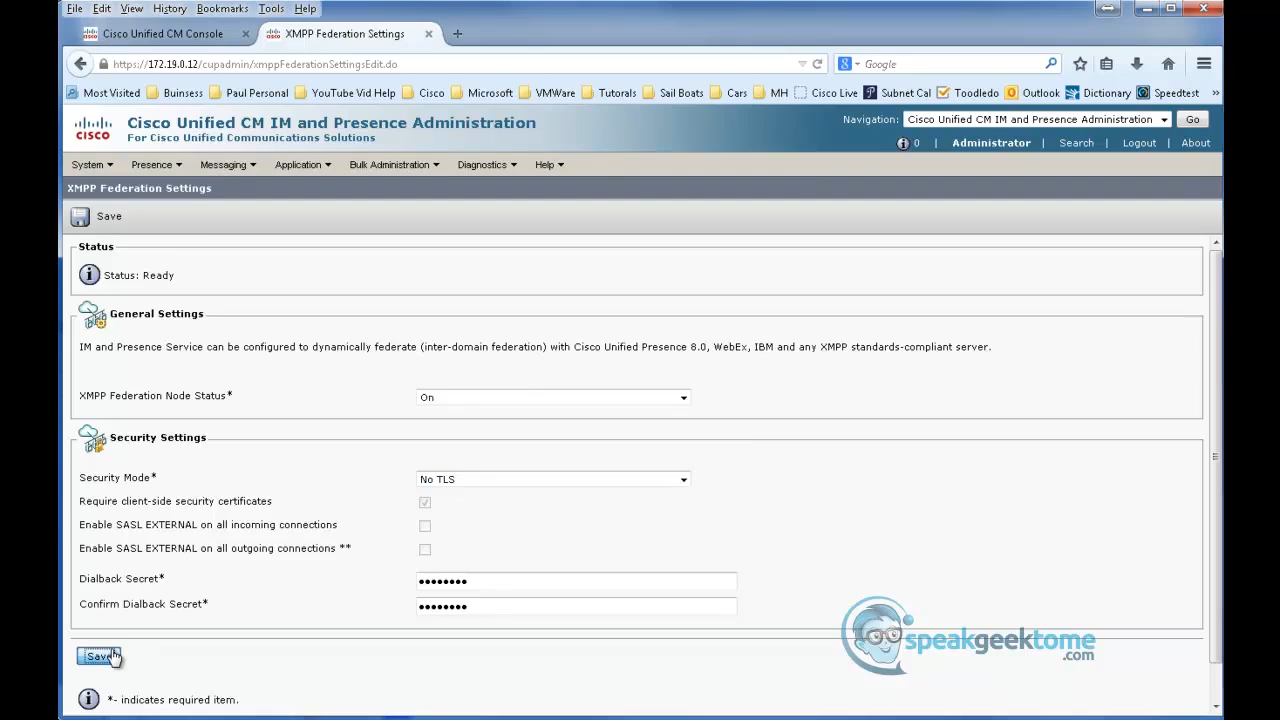 File Edit View History Bookmarks Tools Help
Cisco Unified CM Console × XMPP Federation Settings × +
https://172.19.0.12/cupadmin/xmppFederationSettingsEdit.do Google
Most Visited Buinsess Paul Personal YouTube Vid Help Cisco Microsoft VMWare Tutorals Sail Boats Cars MH Cisco Live Subnet Cal Toodledo Outlook Dictionary Speedtest
cisco
Cisco Unified CM IM and Presence Administration
For Cisco Unified Communications Solutions
Navigation: Cisco Unified CM IM and Presence Administration Go
0 | Administrator | Search | Logout | About
System Presence Messaging Application Bulk Administration Diagnostics Help
XMPP Federation Settings
Save
Status
Status: Ready
General Settings
IM and Presence Service can be configured to dynamically federate (inter-domain federation) with Cisco Unified Presence 8.0, WebEx, IBM and any XMPP standards-compliant server.
XMPP Federation Node Status* On
Security Settings
Security Mode* No TLS
Require client-side security certificates
Enable SASL EXTERNAL on all incoming connections
Enable SASL EXTERNAL on all outgoing connections **
Dialback Secret* ••••••••
Confirm Dialback Secret* ••••••••
speakgeektome
.com
Save
*- indicates required item.